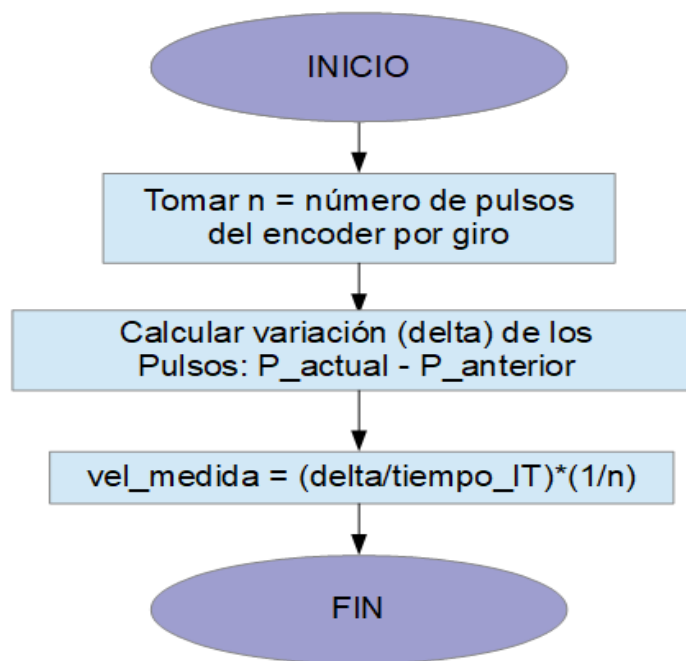 INICIO
Tomar n = número de pulsos
del encoder por giro
Calcular variación (delta) de los
Pulsos: P_actual - P_anterior
vel_medida = (delta/tiempo_IT)*(1/n)
FIN